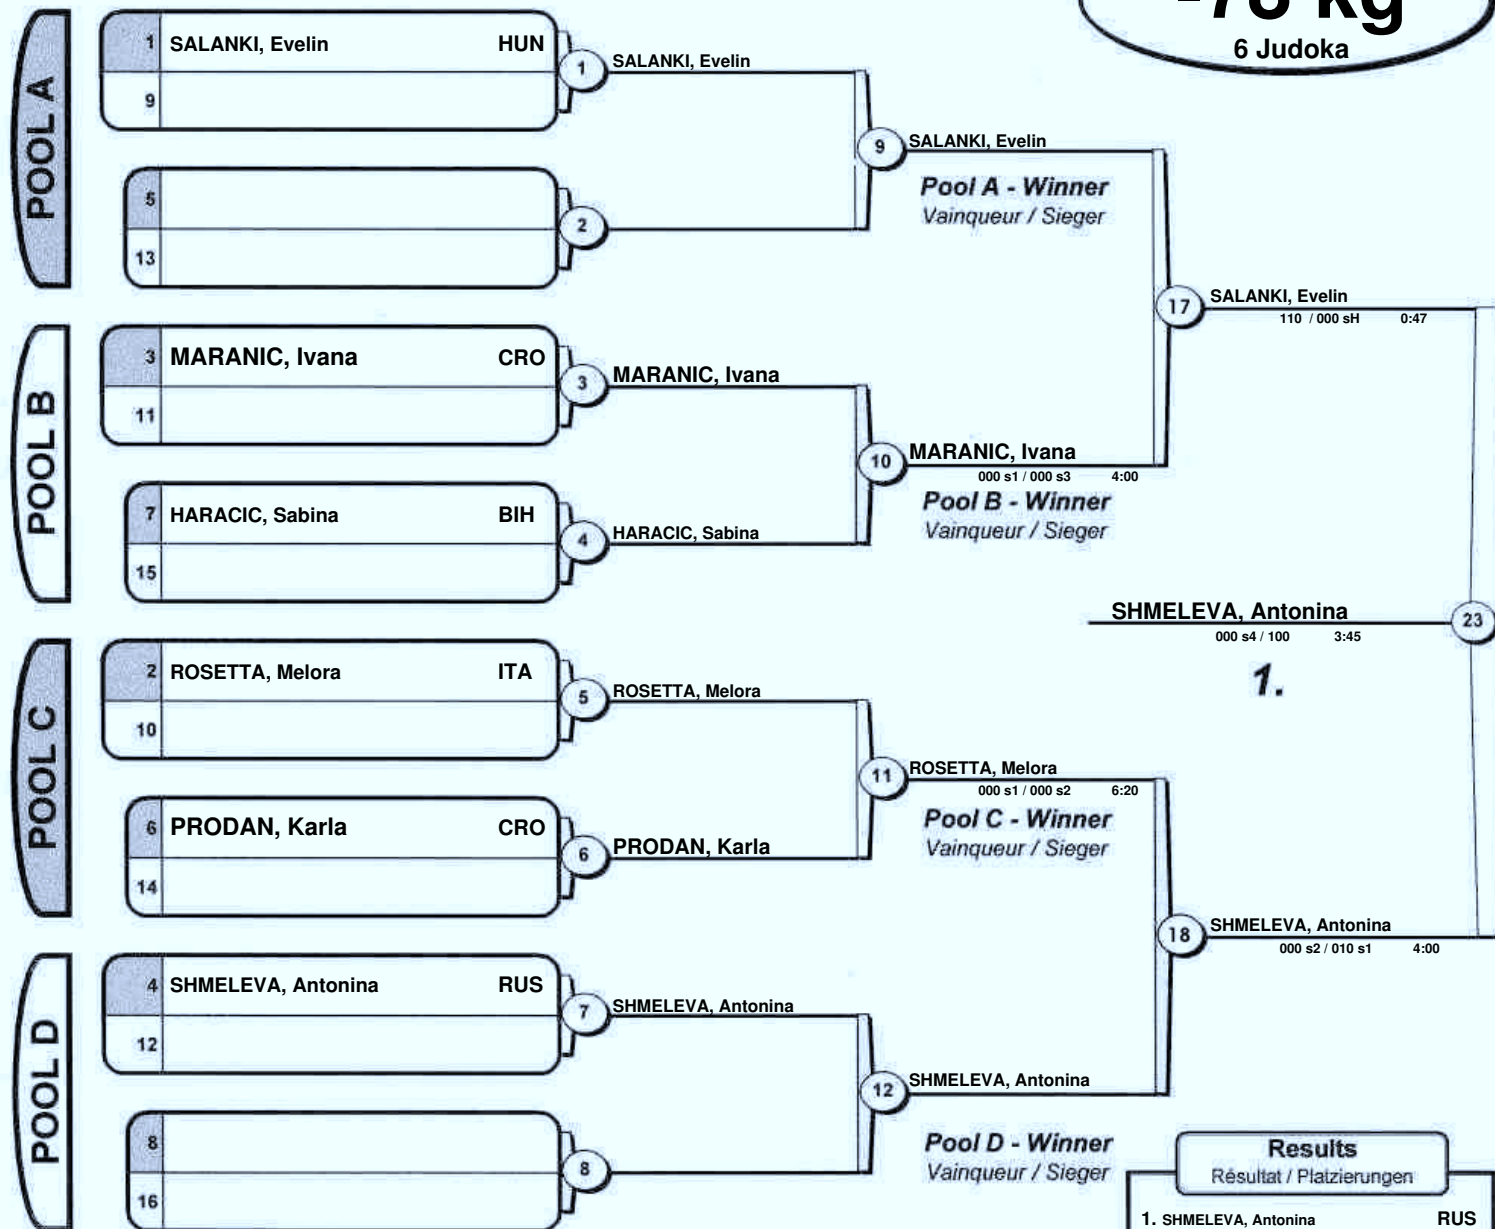 -78 kg
6 Judoka
POOL A
1 SALANKI, Evelin HUN
9
5
13
1 SALANKI, Evelin
2
9 SALANKI, Evelin
Pool A - Winner
Vainqueur / Sieger
17 SALANKI, Evelin
110 / 000 sH 0:47
POOL B
3 MARANIC, Ivana CRO
11
7 HARACIC, Sabina BIH
15
3 MARANIC, Ivana
4 HARACIC, Sabina
10 MARANIC, Ivana
000 s1 / 000 s3 4:00
Pool B - Winner
Vainqueur / Sieger
SHMELEVA, Antonina 23
000 s4 / 100 3:45
1.
POOL C
2 ROSETTA, Melora ITA
10
6 PRODAN, Karla CRO
14
5 ROSETTA, Melora
6 PRODAN, Karla
11 ROSETTA, Melora
000 s1 / 000 s2 6:20
Pool C - Winner
Vainqueur / Sieger
18 SHMELEVA, Antonina
000 s2 / 010 s1 4:00
POOL D
4 SHMELEVA, Antonina RUS
12
8
16
7 SHMELEVA, Antonina
8
12 SHMELEVA, Antonina
Pool D - Winner
Vainqueur / Sieger
Results
Résultat / Platzierungen
1. SHMELEVA, Antonina RUS